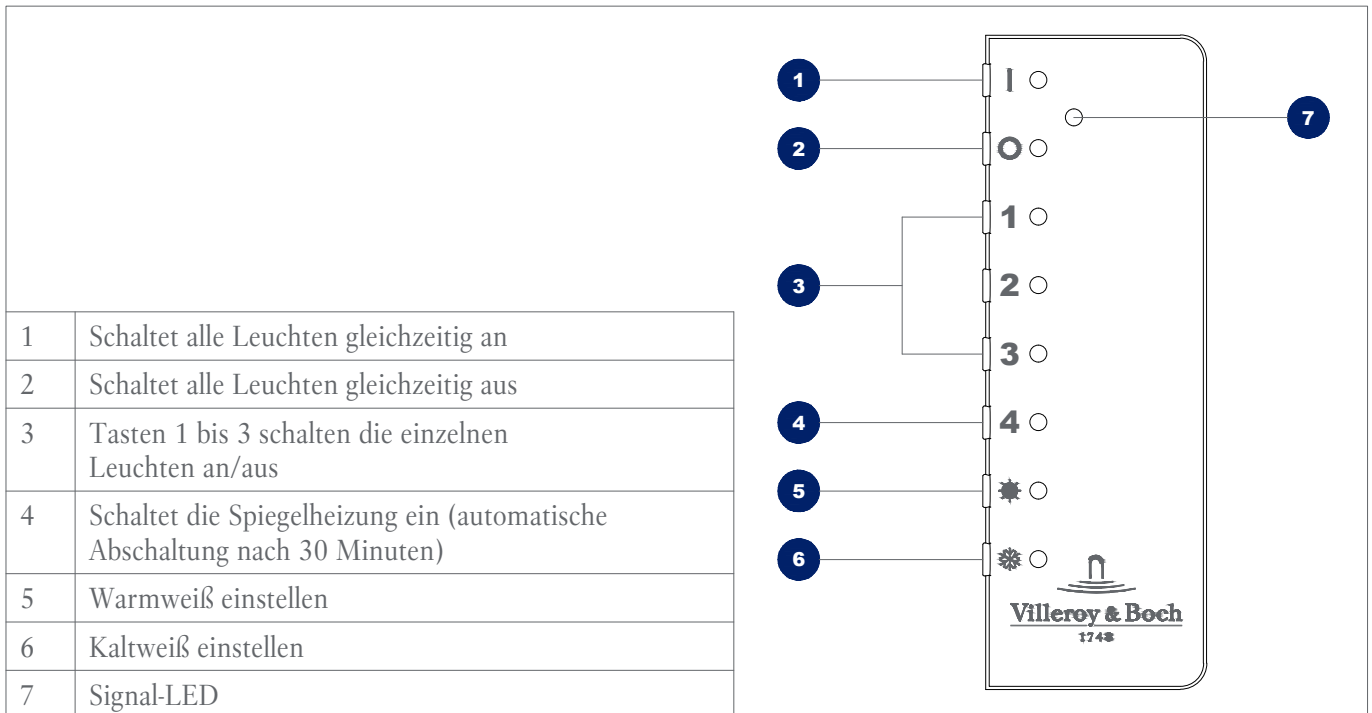 1 Schaltet alle Leuchten gleichzeitig an
2 Schaltet alle Leuchten gleichzeitig aus
3 Tasten 1 bis 3 schalten die einzelnen
Leuchten an/aus
4 Schaltet die Spiegelheizung ein (automatische
Abschaltung nach 30 Minuten)
5 Warmweiß einstellen
6 Kaltweiß einstellen
7 Signal-LED
1 I
7
2 O
1
3 2
3
4 4
5
6
Villeroy & Boch
1748